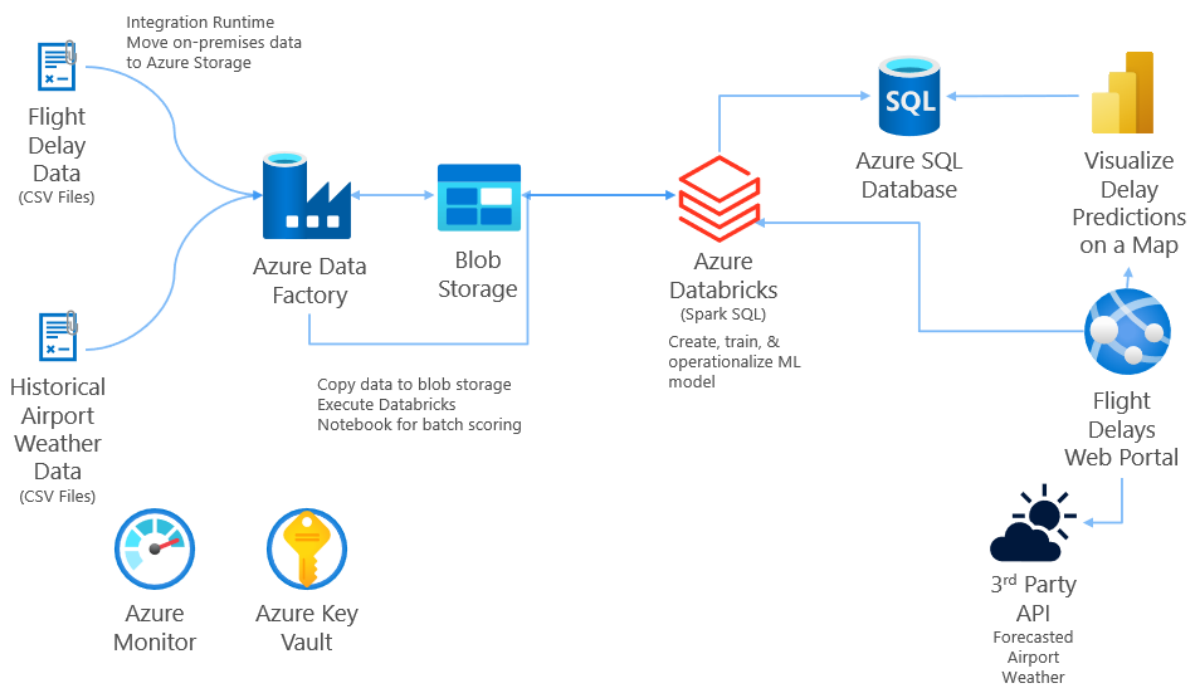 Integration Runtime
Move on-premises data
to Azure Storage
Flight
Delay
Data
(CSV Files)
Historical
Airport
Weather
Data
(CSV Files)
Azure Data
Factory
Blob
Storage
Copy data to blob storage
Execute Databricks
Notebook for batch scoring
Azure
Databricks
(Spark SQL)
Create, train, &
operationalize ML
model
SQL
Azure SQL
Database
Visualize
Delay
Predictions
on a Map
Flight
Delays
Web Portal
3rd Party
API
Forecasted
Airport
Weather
Azure
Monitor
Azure Key
Vault